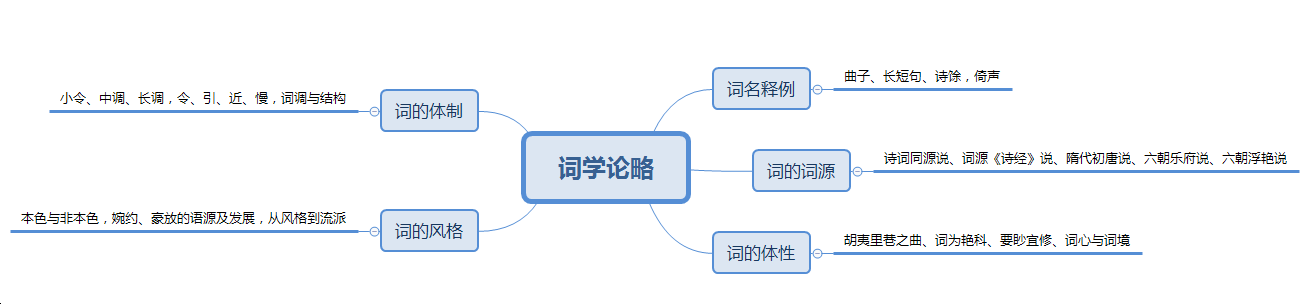 词学论略
词名释例
曲子、长短句、诗馀，倚声
词的词源
诗词同源说、词源《诗经》说、隋代初唐说、六朝乐府说、六朝浮艳说
词的体性
胡夷里巷之曲、词为艳科、要眇宜修、词心与词境
词的体制
小令、中调、长调，令、引、近、慢，词调与结构
词的风格
本色与非本色，婉约、豪放的语源及发展，从风格到流派